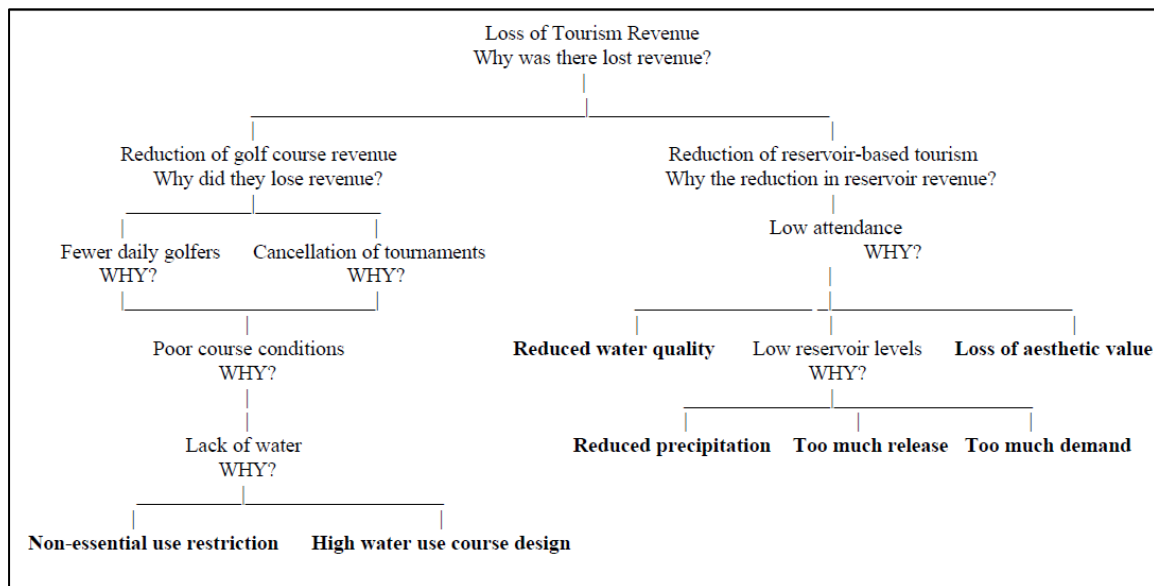 Loss of Tourism Revenue
Why was there lost revenue?
Reduction of golf course revenue
Why did they lose revenue?
Reduction of reservoir-based tourism
Why the reduction in reservoir revenue?
Fewer daily golfers
WHY?
Cancellation of tournaments
WHY?
Low attendance
WHY?
Poor course conditions
WHY?
Reduced water quality
Low reservoir levels
WHY?
Loss of aesthetic value
Lack of water
WHY?
Reduced precipitation
Too much release
Too much demand
Non-essential use restriction
High water use course design